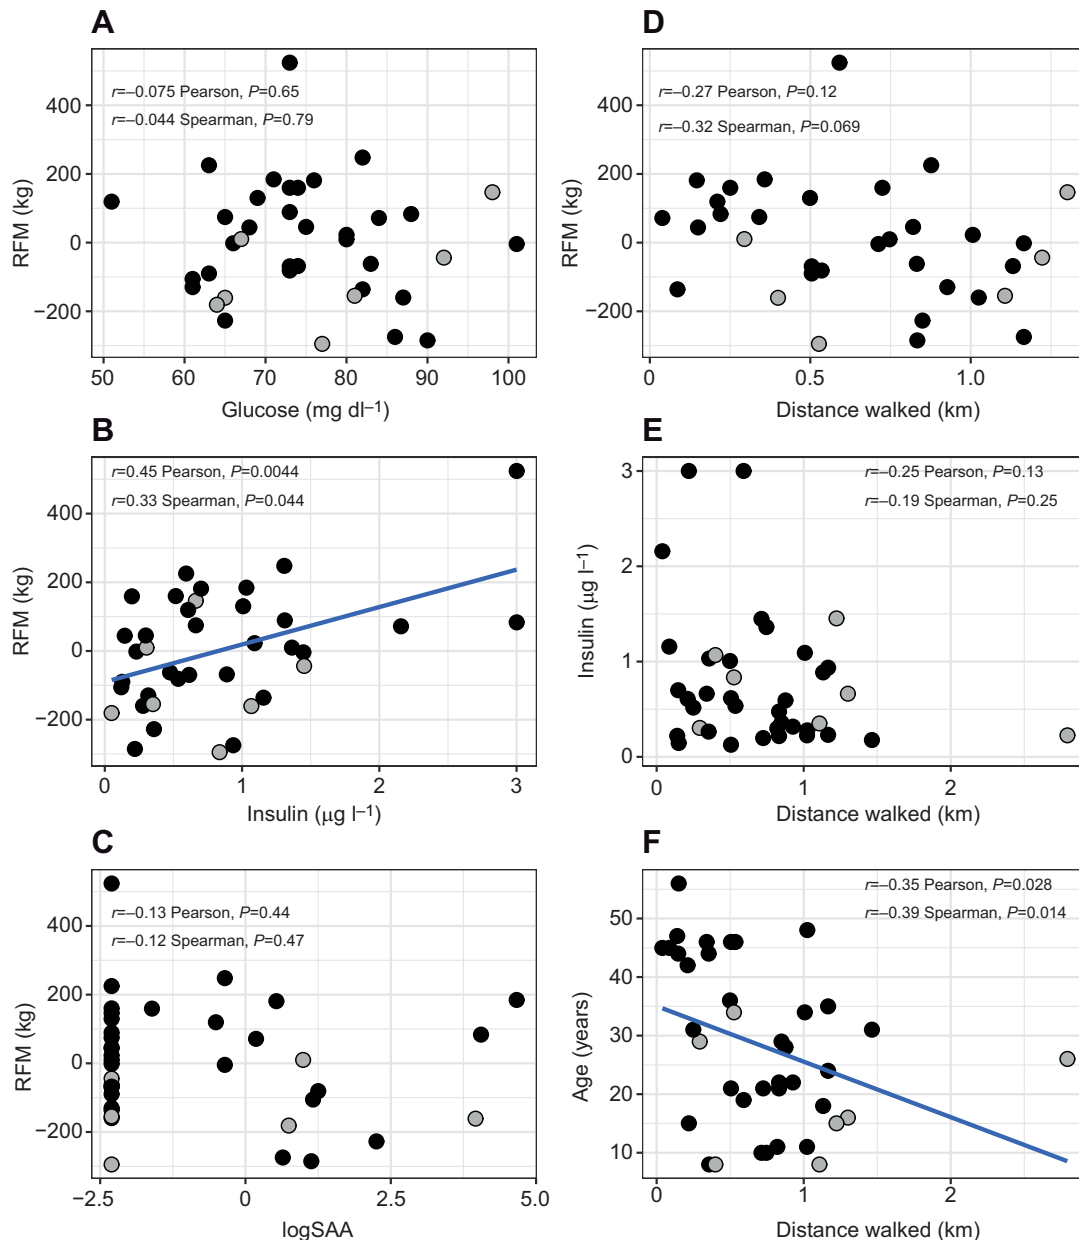 A
r=–0.075 Pearson, P=0.65
r=–0.044 Spearman, P=0.79
RFM (kg)
400
200
0
−200
50 60 70 80 90 100
Glucose (mg dl–1)
D
r=–0.27 Pearson, P=0.12
r=–0.32 Spearman, P=0.069
RFM (kg)
400
200
0
−200
0 0.5 1.0
Distance walked (km)
B
r=0.45 Pearson, P=0.0044
r=0.33 Spearman, P=0.044
RFM (kg)
400
200
0
−200
0 1 2 3
Insulin (μg l–1)
E
r=–0.25 Pearson, P=0.13
r=–0.19 Spearman, P=0.25
Insulin (μg l–1)
3
2
1
0
0 1 2
Distance walked (km)
C
r=–0.13 Pearson, P=0.44
r=–0.12 Spearman, P=0.47
RFM (kg)
400
200
0
−200
−2.5 0 2.5 5.0
logSAA
F
r=–0.35 Pearson, P=0.028
r=–0.39 Spearman, P=0.014
Age (years)
50
40
30
20
10
0 1 2
Distance walked (km)